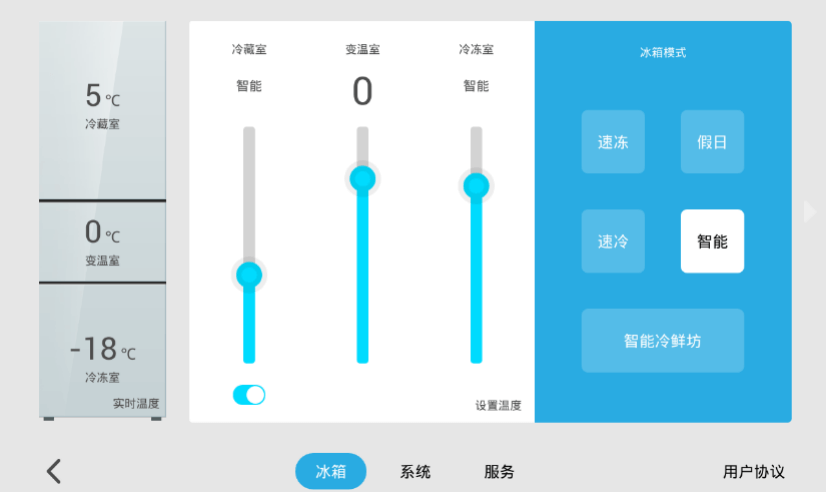 5℃
冷藏室
0℃
变温室
-18℃
冷冻室
实时温度
冷藏室
智能
变温室
0
冷冻室
智能
设置温度
冰箱模式
速冻
假日
速冷
智能
智能冷鲜坊
冰箱
系统
服务
用户协议